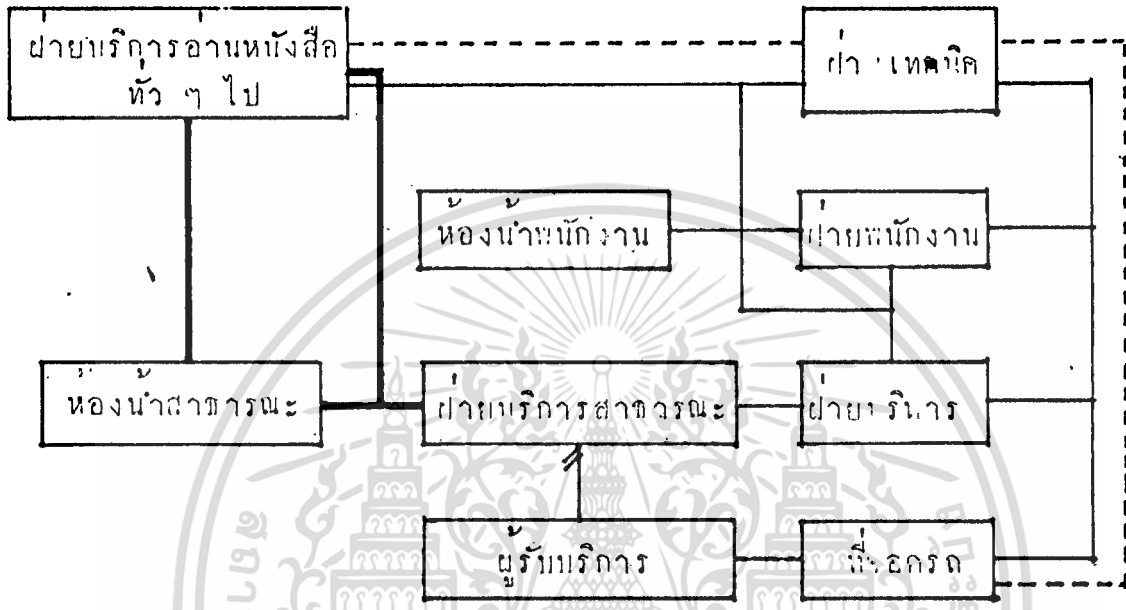 ฝ่ายบริการอ่านหนังสือ
ทั่ว ๆ ไป
ฝ่ายเทคนิค
ห้องน้ำพนักงาน
ฝ่ายพนักงาน
ห้องน้ำสาธารณะ
ฝ่ายบริการสาธารณะ
ฝ่ายบริหาร
ผู้รับบริการ
ที่จอดรถ